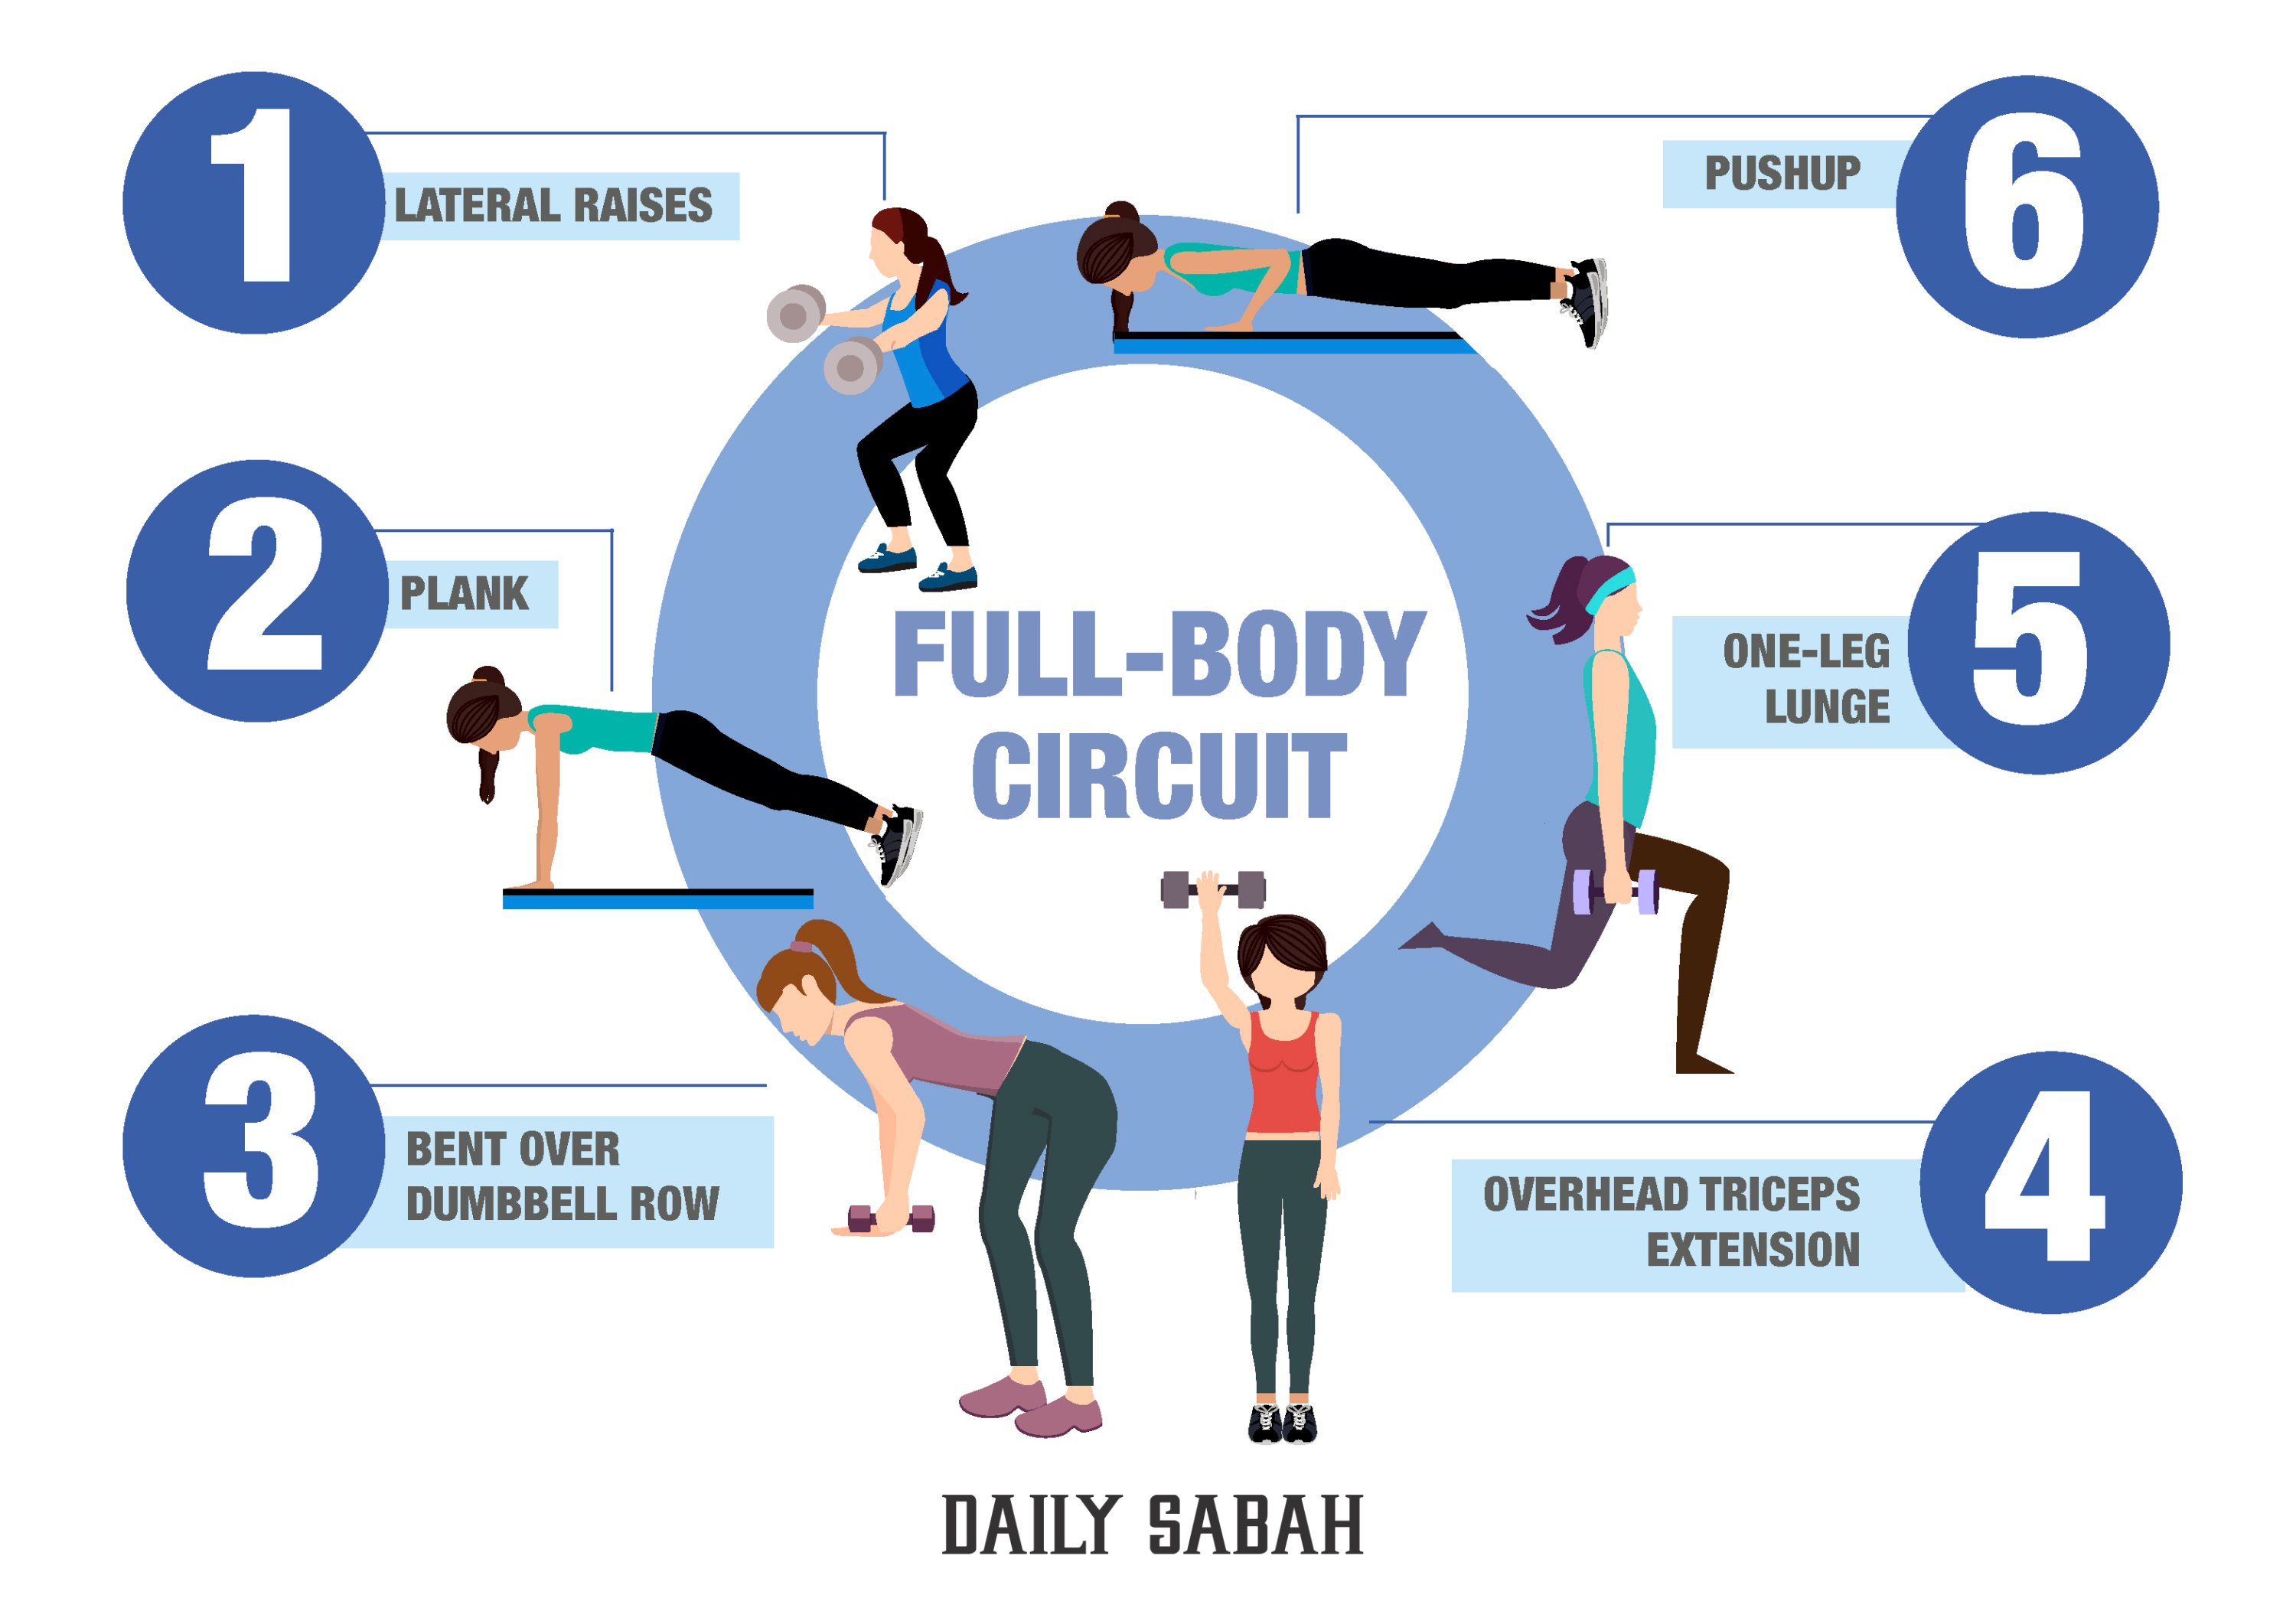 1
LATERAL RAISES
2
PLANK
3
BENT OVER
DUMBBELL ROW
FULL-BODY
CIRCUIT
6
PUSHUP
5
ONE-LEG
LUNGE
4
OVERHEAD TRICEPS
EXTENSION
DAILY SABAH